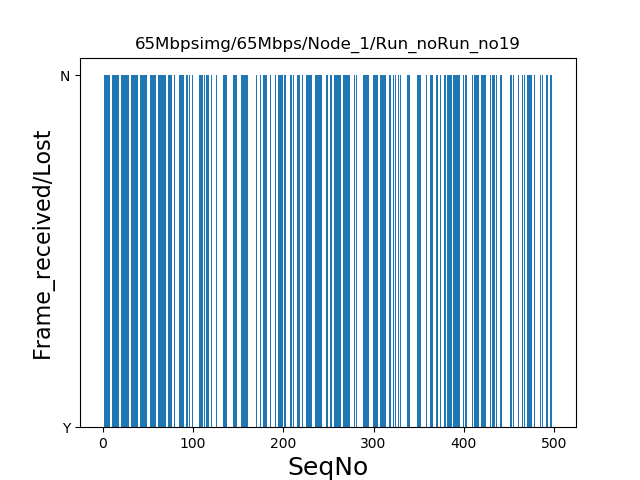 65Mbpsimg/65Mbps/Node_1/Run_noRun_no19
N
Frame_received/Lost
Y
0 100 200 300 400 500
SeqNo